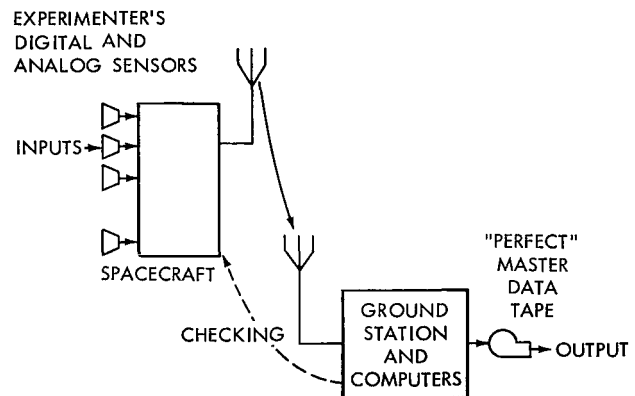 EXPERIMENTER'S
DIGITAL AND
ANALOG SENSORS
INPUTS
SPACECRAFT
CHECKING
GROUND
STATION
AND
COMPUTERS
"PERFECT"
MASTER
DATA
TAPE
OUTPUT